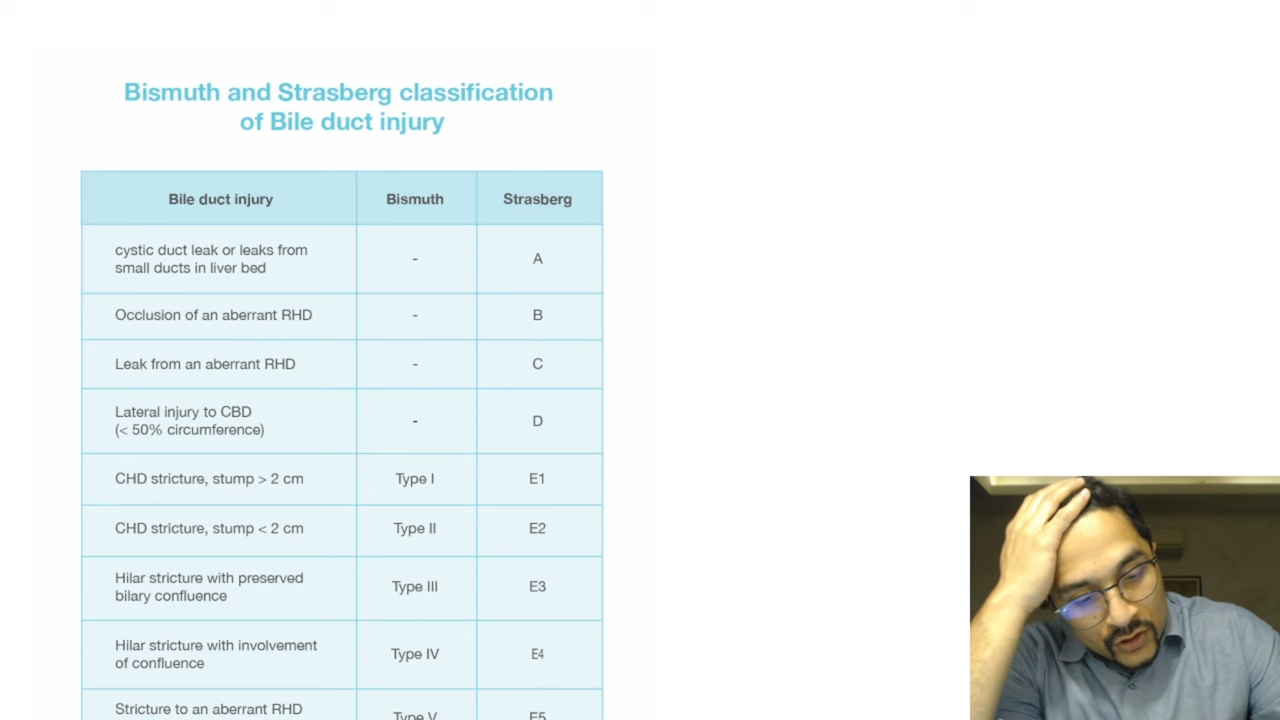 Bismuth and Strasberg classification
of Bile duct injury
Bile duct injury Bismuth Strasberg
cystic duct leak or leaks from
small ducts in liver bed
- A
Occlusion of an aberrant RHD - B
Leak from an aberrant RHD - C
Lateral injury to CBD
(< 50% circumference)
- D
CHD stricture, stump > 2 cm Type I E1
CHD stricture, stump < 2 cm Type II E2
Hilar stricture with preserved
bilary confluence
Type III E3
Hilar stricture with involvement
of confluence
Type IV E4
Stricture to an aberrant RHD
Type V E5